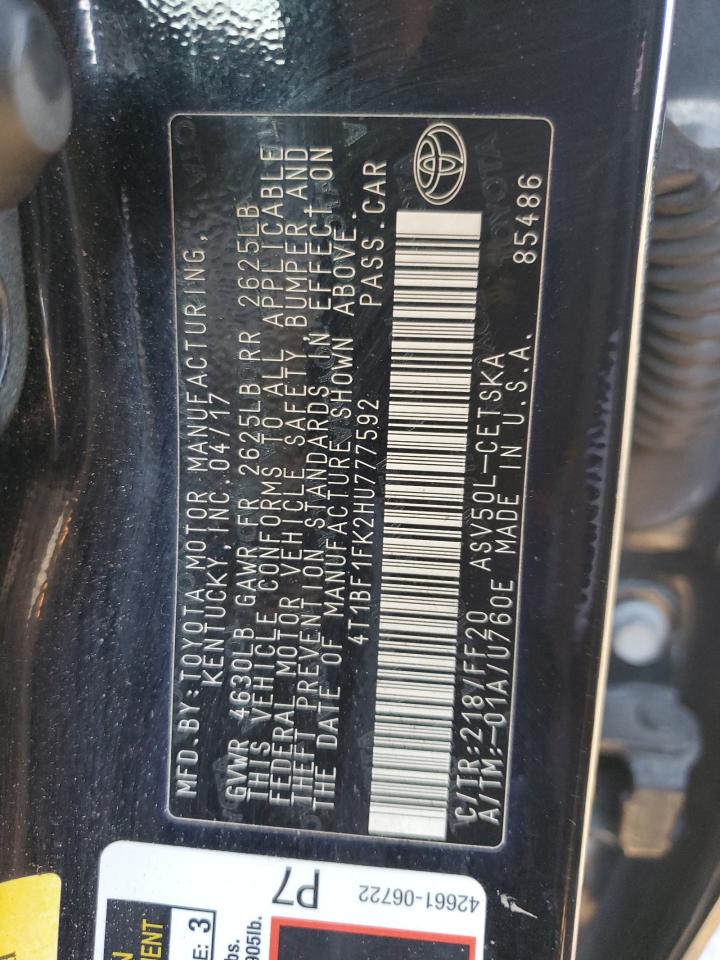 MFD.BY:TOYOTA MOTOR MANUFACTURING,
KENTUCKY,INC.04/17
GVWR 4630LB GAWR FR 2625LB RR 2625LB
THIS VEHICLE CONFORMS TO ALL APPLICABLE
FEDERAL MOTOR VEHICLE SAFETY, BUMPER,AND
THEFT PREVENTION STANDARDS IN EFFECT ON
THE DATE OF MANUFACTURE SHOWN ABOVE.
4T1BF1FK2HU777592 PASS.CAR
C/TR:218/FF20 ASV50L-CETSKA
A/TM:-01A/U760E MADE IN U.S.A. 85486
P7
42661-06722
E: 3
905lb.